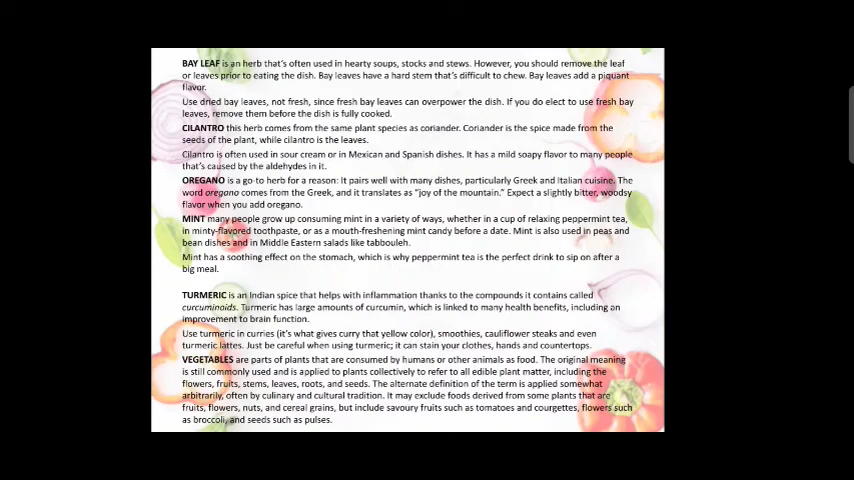 BAY LEAF is an herb that's often used in hearty soups, stocks and stews. However, you should remove the leaf
or leaves prior to eating the dish. Bay leaves have a hard stem that's difficult to chew. Bay leaves add a piquant
flavor.
Use dried bay leaves, not fresh, since fresh bay leaves can overpower the dish. If you do elect to use fresh bay
leaves, remove them before the dish is fully cooked.
CILANTRO this herb comes from the same plant species as coriander. Coriander is the spice made from the
seeds of the plant, while cilantro is the leaves.
Cilantro is often used in sour cream or in Mexican and Spanish dishes. It has a mild soapy flavor to many people
that's caused by the aldehydes in it.
OREGANO is a go-to herb for a reason: It pairs well with many dishes, particularly Greek and Italian cuisine. The
word oregano comes from the Greek, and it translates as "joy of the mountain." Expect a slightly bitter, woodsy
flavor when you add oregano.
MINT many people grow up consuming mint in a variety of ways, whether in a cup of relaxing peppermint tea,
in minty-flavored toothpaste, or as a mouth-freshening mint candy before a date. Mint is also used in peas and
bean dishes and in Middle Eastern salads like tabbouleh.
Mint has a soothing effect on the stomach, which is why peppermint tea is the perfect drink to sip on after a
big meal.
TURMERIC is an Indian spice that helps with inflammation thanks to the compounds it contains called
curcuminoids. Turmeric has large amounts of curcumin, which is linked to many health benefits, including an
improvement to brain function.
Use turmeric in curries (it's what gives curry that yellow color), smoothies, cauliflower steaks and even
turmeric lattes. Just be careful when using turmeric; it can stain your clothes, hands and countertops.
VEGETABLES are parts of plants that are consumed by humans or other animals as food. The original meaning
is still commonly used and is applied to plants collectively to refer to all edible plant matter, including the
flowers, fruits, stems, leaves, roots, and seeds. The alternate definition of the term is applied somewhat
arbitrarily, often by culinary and cultural tradition. It may exclude foods derived from some plants that are
fruits, flowers, nuts, and cereal grains, but include savoury fruits such as tomatoes and courgettes, flowers such
as broccoli, and seeds such as pulses.